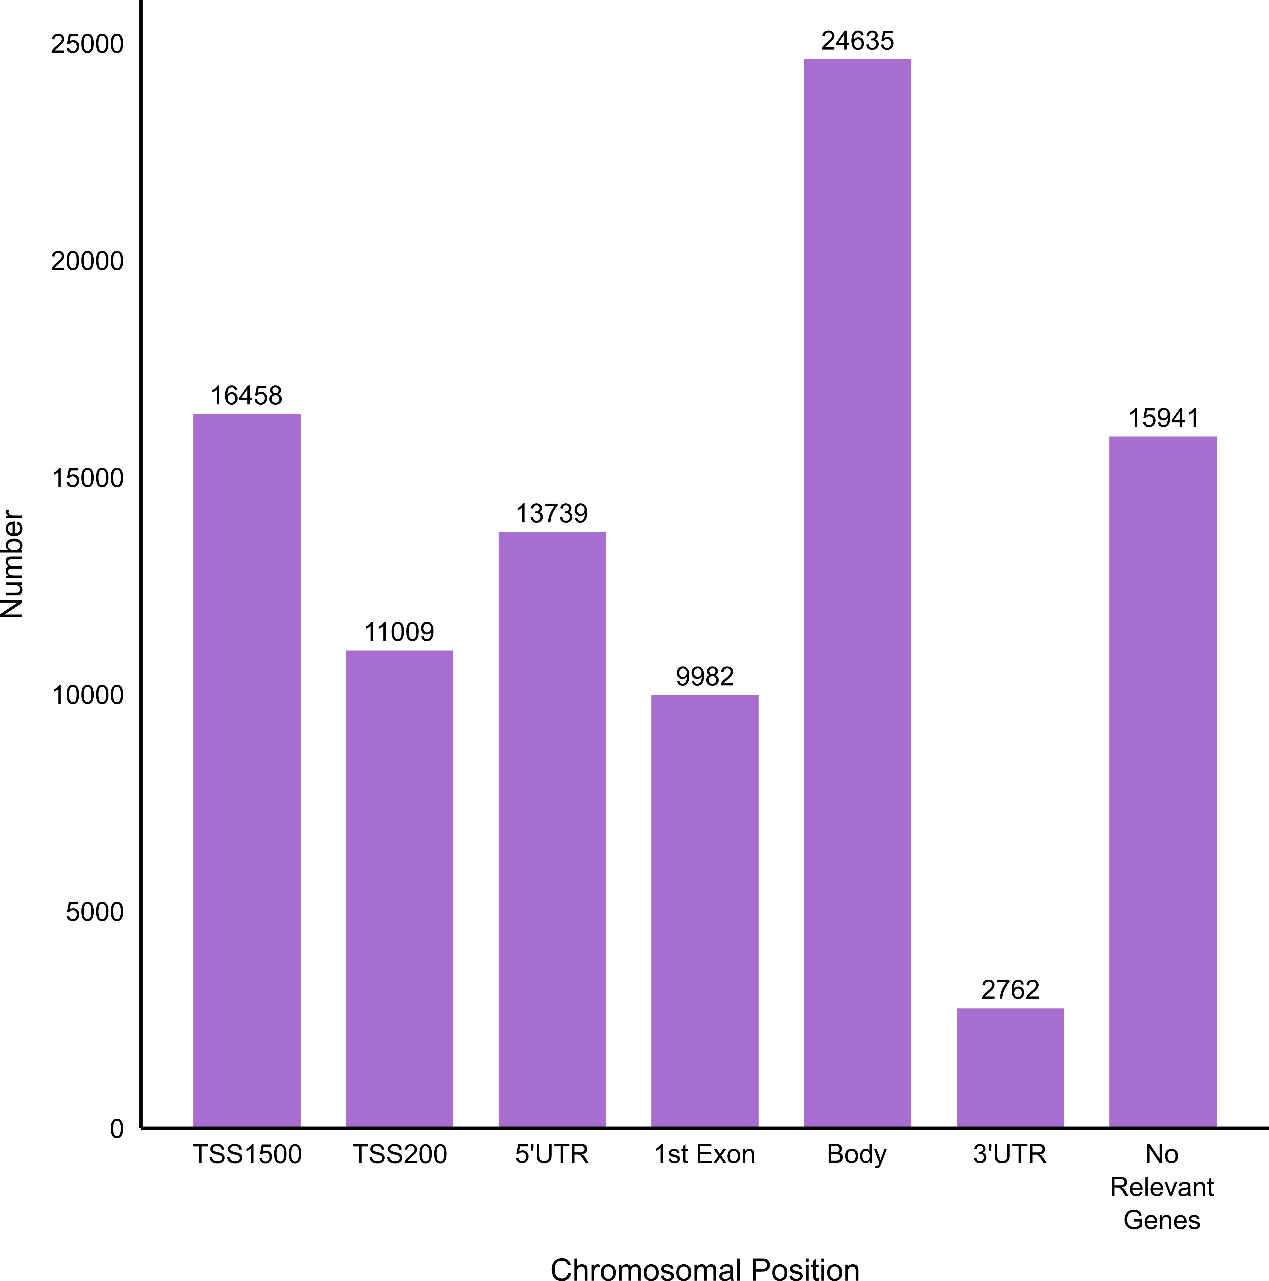 Number
25000
20000
15000
10000
5000
0
16458
11009
13739
9982
24635
2762
15941
TSS1500
TSS200
5'UTR
1st Exon
Body
3'UTR
No
Relevant
Genes
Chromosomal Position